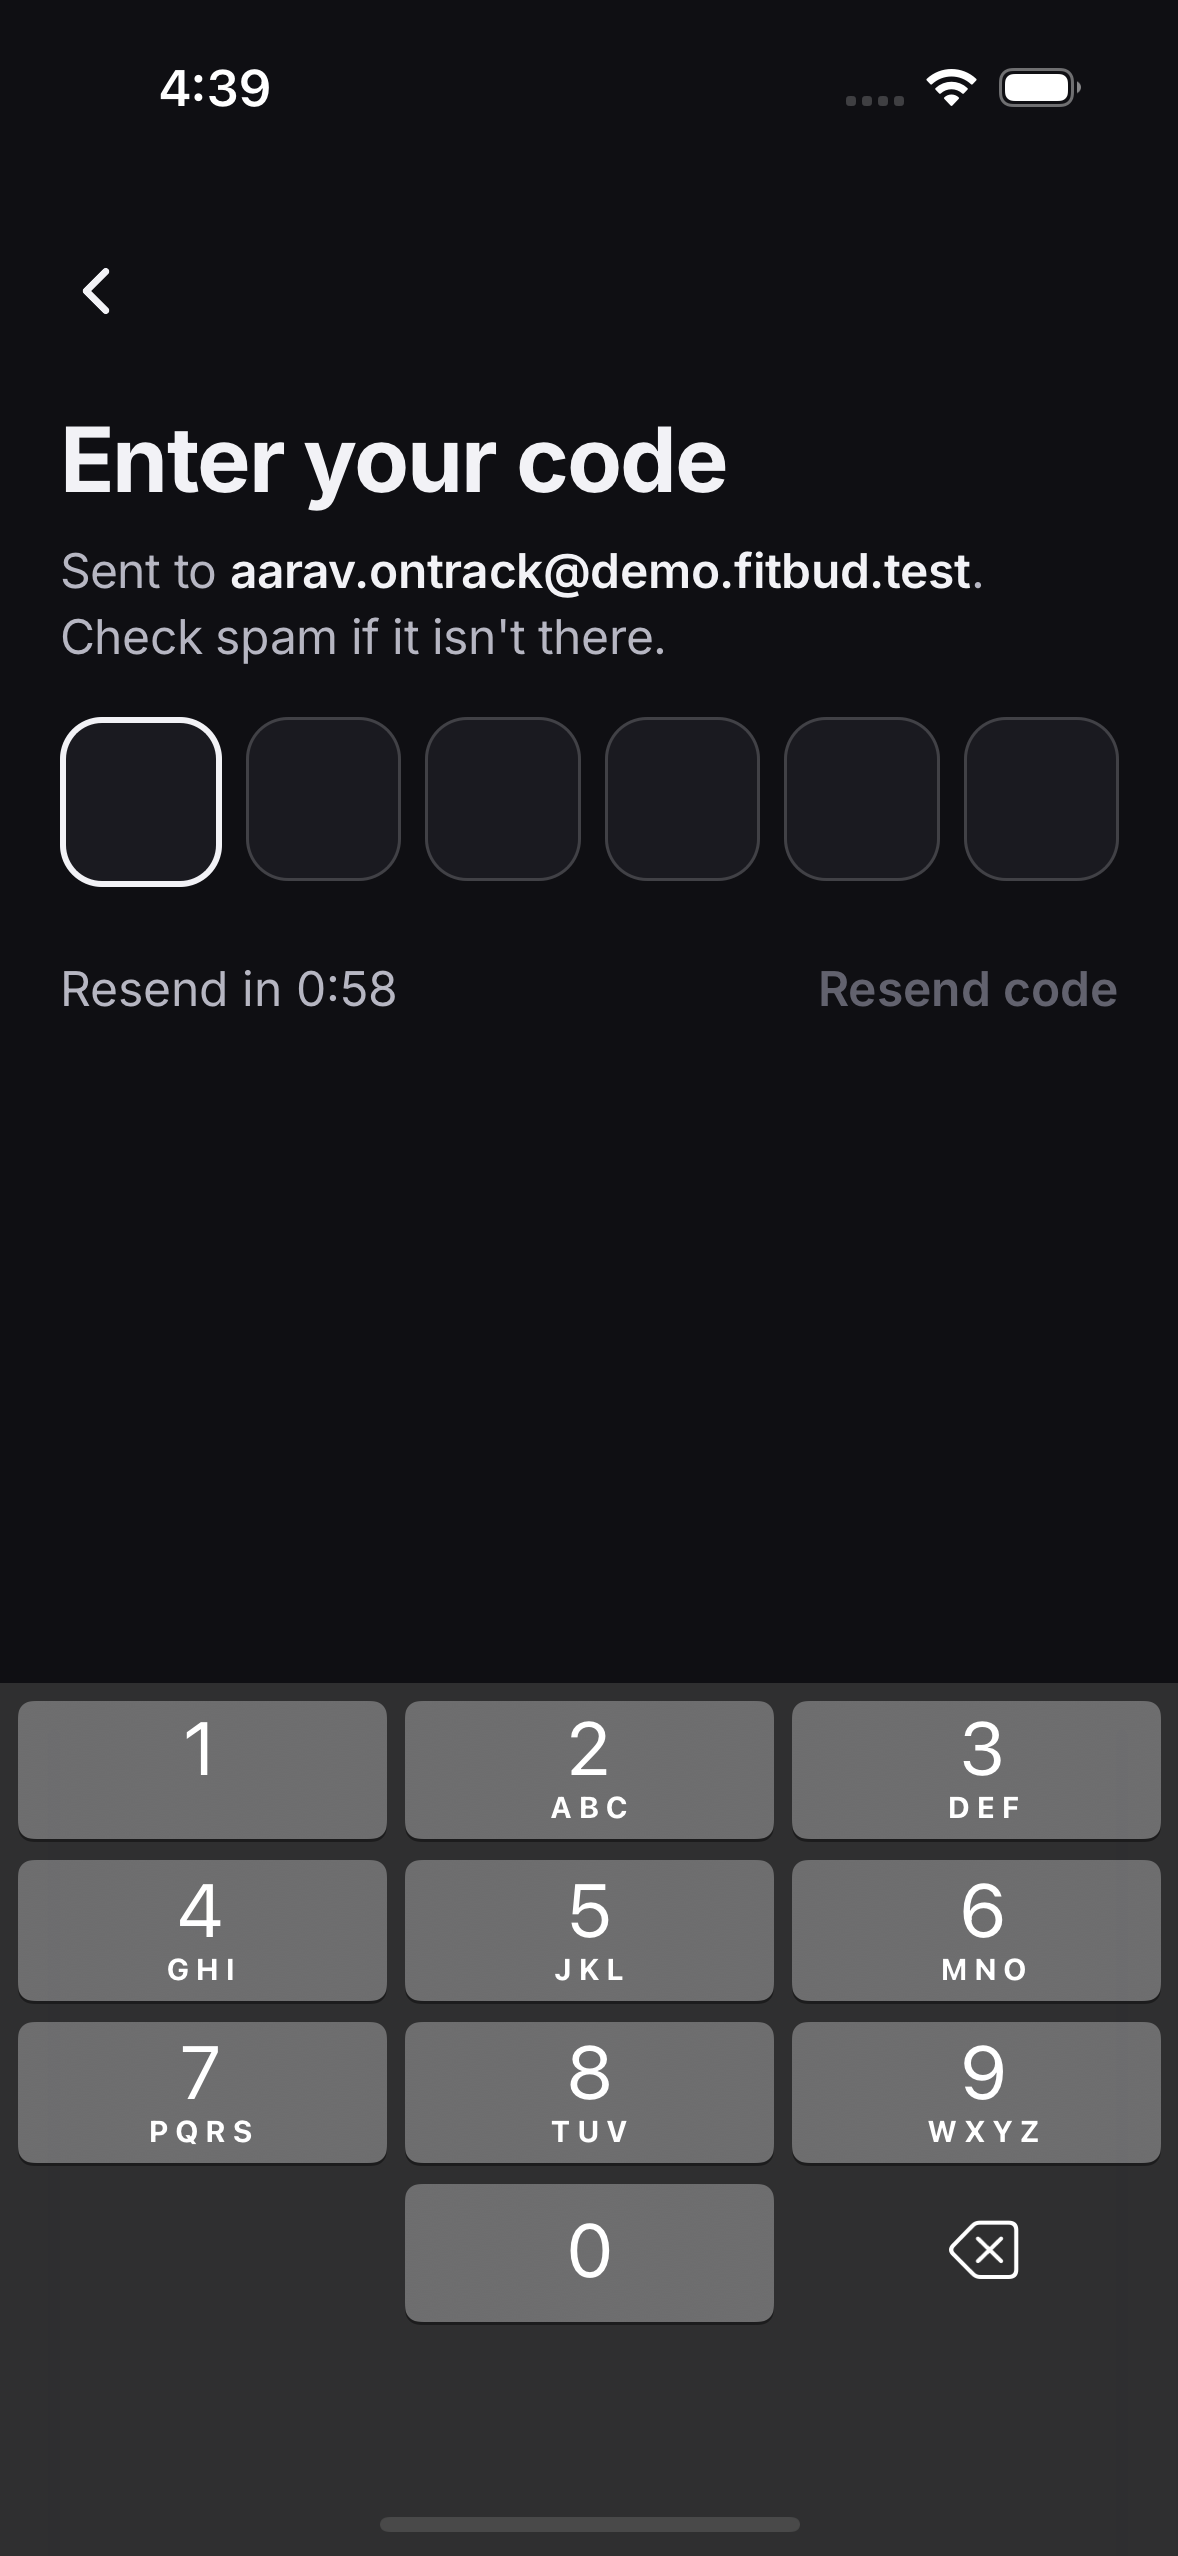 4:39
Enter your code
Sent to aarav.ontrack@demo.fitbud.test.
Check spam if it isn't there.
Resend in 0:58 Resend code
1 2 3
ABC DEF
4 5 6
GHI JKL MNO
7 8 9
PQRS TUV WXYZ
0